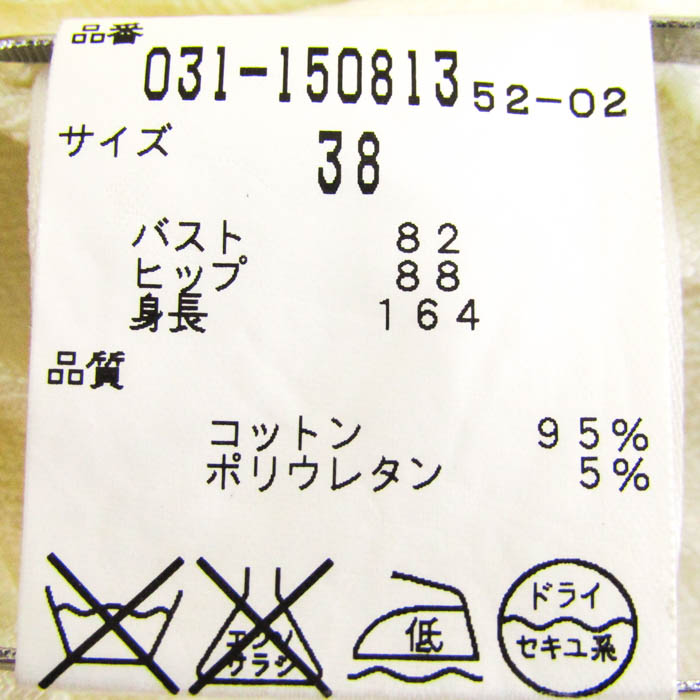 品番
031-150813 52-02
サイズ 38
バスト 82
ヒップ 88
身長 164
品質
コットン 95%
ポリウレタン 5%
エンソ
サラシ
低
ドライ
セキユ系